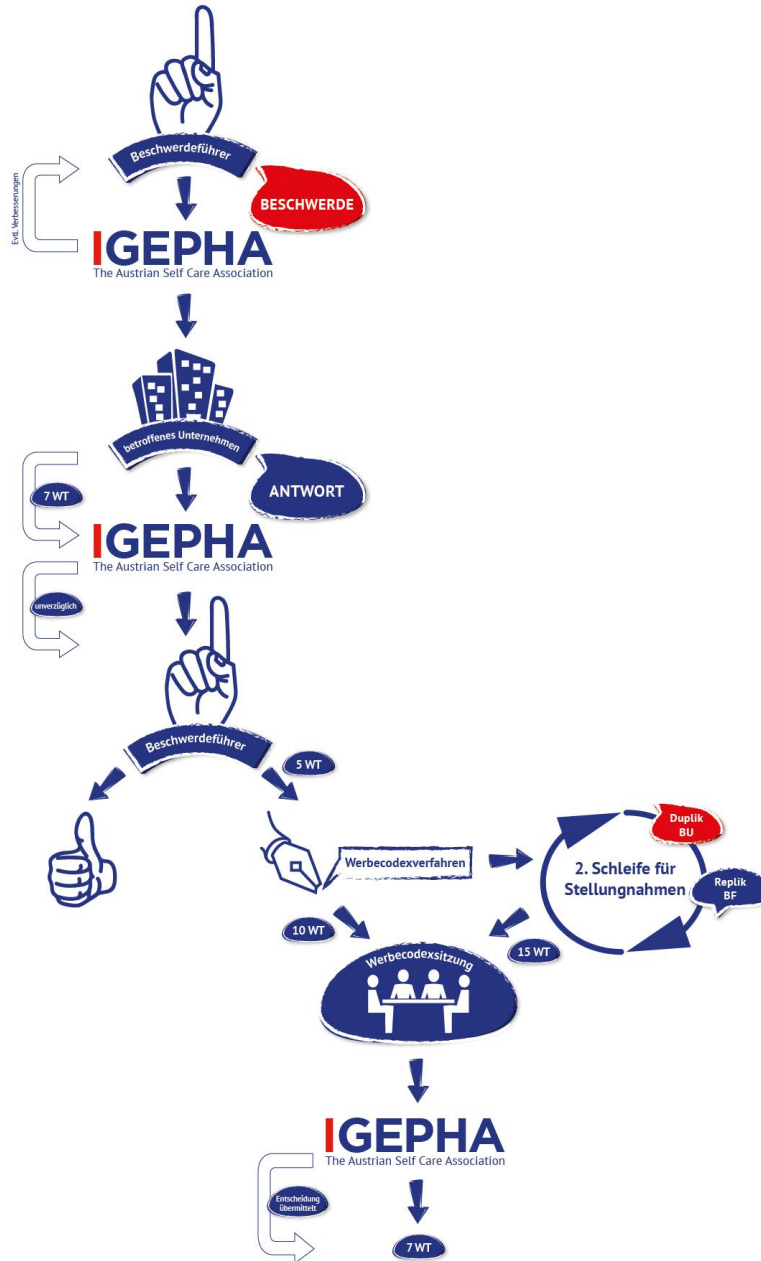 Beschwerdeführer
Evtl. Verbesserungen
BESCHWERDE
IGEPHA
The Austrian Self Care Association
betroffenes Unternehmen
ANTWORT
7 WT
IGEPHA
The Austrian Self Care Association
unverzüglich
Beschwerdeführer
5 WT
Werbecodexverfahren
Duplik
BU
2. Schleife für
Stellungnahmen
Replik
BF
10 WT
15 WT
Werbecodexsitzung
IGEPHA
The Austrian Self Care Association
Entscheidung
übermittelt
7 WT